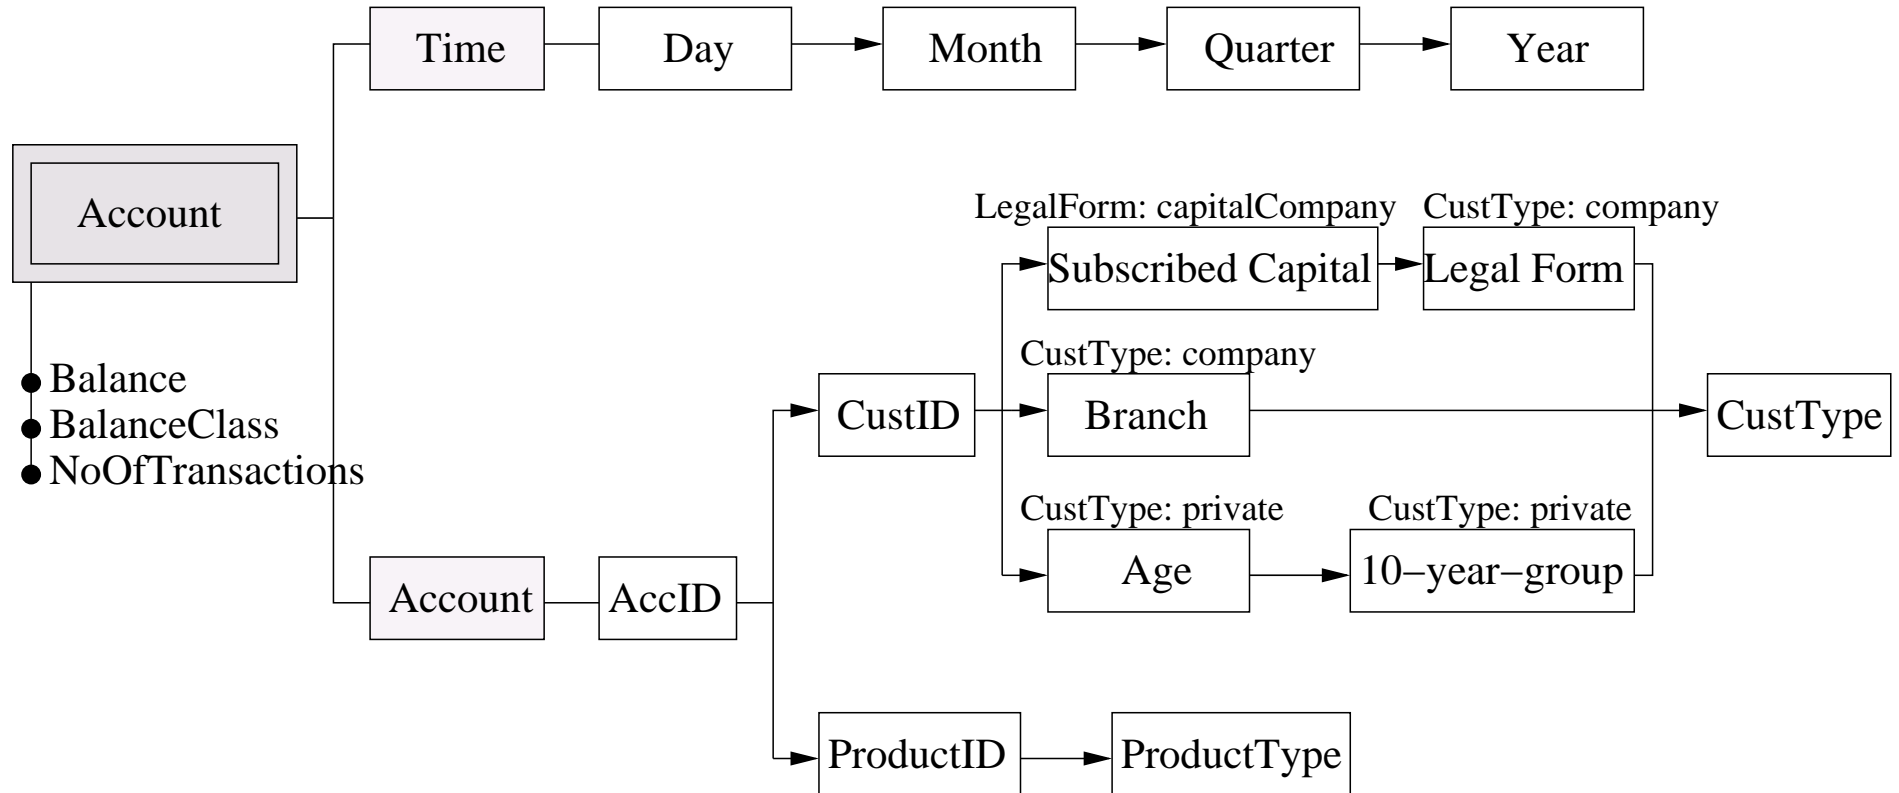 Time
Day
Month
Quarter
Year
Account
LegalForm: capitalCompany
CustType: company
Subscribed Capital
Legal Form
Balance
BalanceClass
NoOfTransactions
CustType: company
CustID
Branch
CustType
CustType: private
CustType: private
Age
10−year−group
Account
AccID
ProductID
ProductType